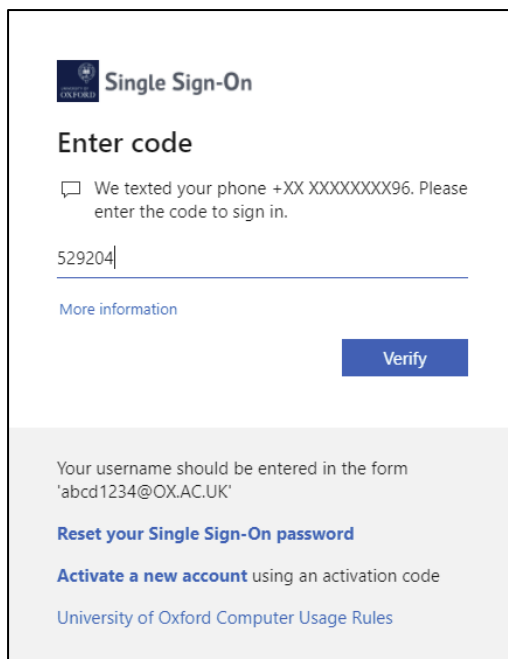 UNIVERSITY OF
OXFORD
Single Sign-On
Enter code
We texted your phone +XX XXXXXXXX96. Please
enter the code to sign in.
529204
More information
Verify
Your username should be entered in the form
'abcd1234@OX.AC.UK'
Reset your Single Sign-On password
Activate a new account using an activation code
University of Oxford Computer Usage Rules